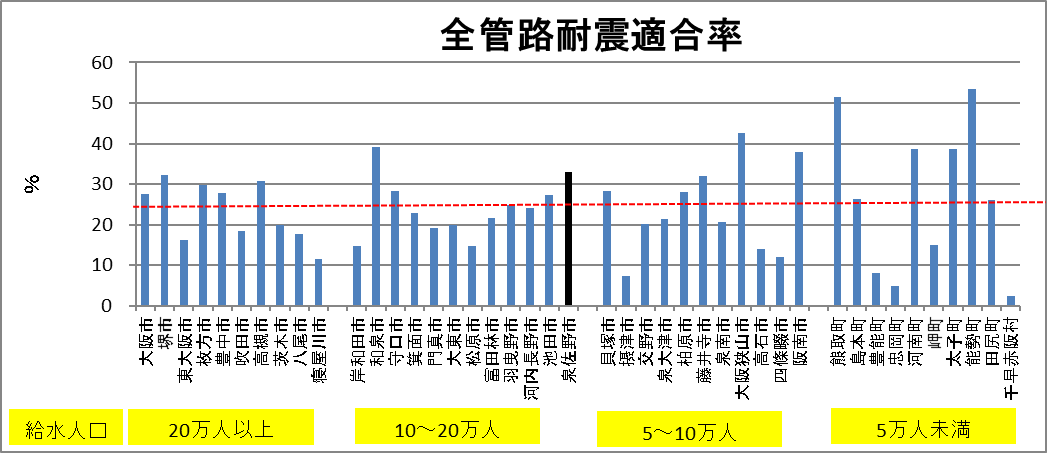 全管路耐震適合率
60
50
40
30
20
10
0
%
大阪市
堺市
東大阪市
枚方市
豊中市
吹田市
高槻市
茨木市
八尾市
寝屋川市
岸和田市
和泉市
守口市
箕面市
門真市
大東市
松原市
富田林市
羽曳野市
河内長野市
池田市
泉佐野市
貝塚市
摂津市
交野市
泉大津市
柏原市
藤井寺市
泉南市
大阪狭山市
高石市
四條畷市
阪南市
熊取町
島本町
豊能町
忠岡町
河南町
岬町
太子町
能勢町
田尻町
千早赤阪村
給水人口
20万人以上
10～20万人
5～10万人
5万人未満